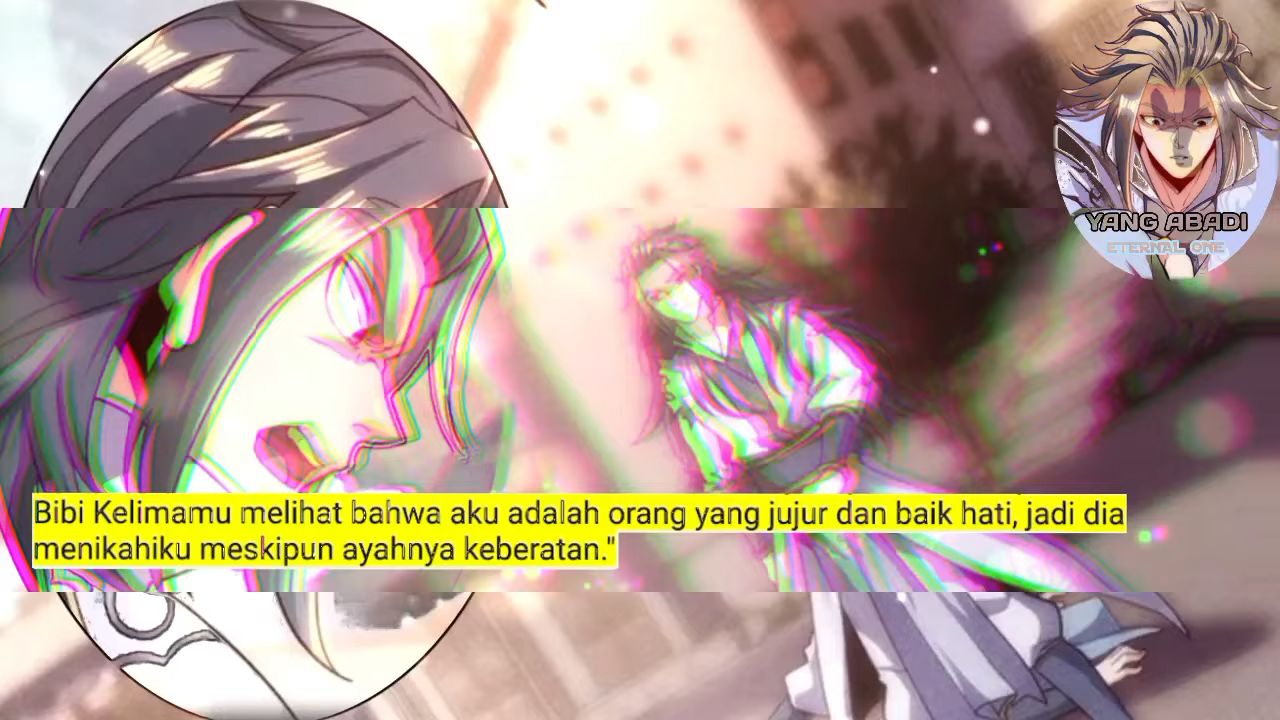 YANG ABADI
ETERNAL ONE
Bibi Kelimamu melihat bahwa aku adalah orang yang jujur dan baik hati, jadi dia
menikahiku meskipun ayahnya keberatan."